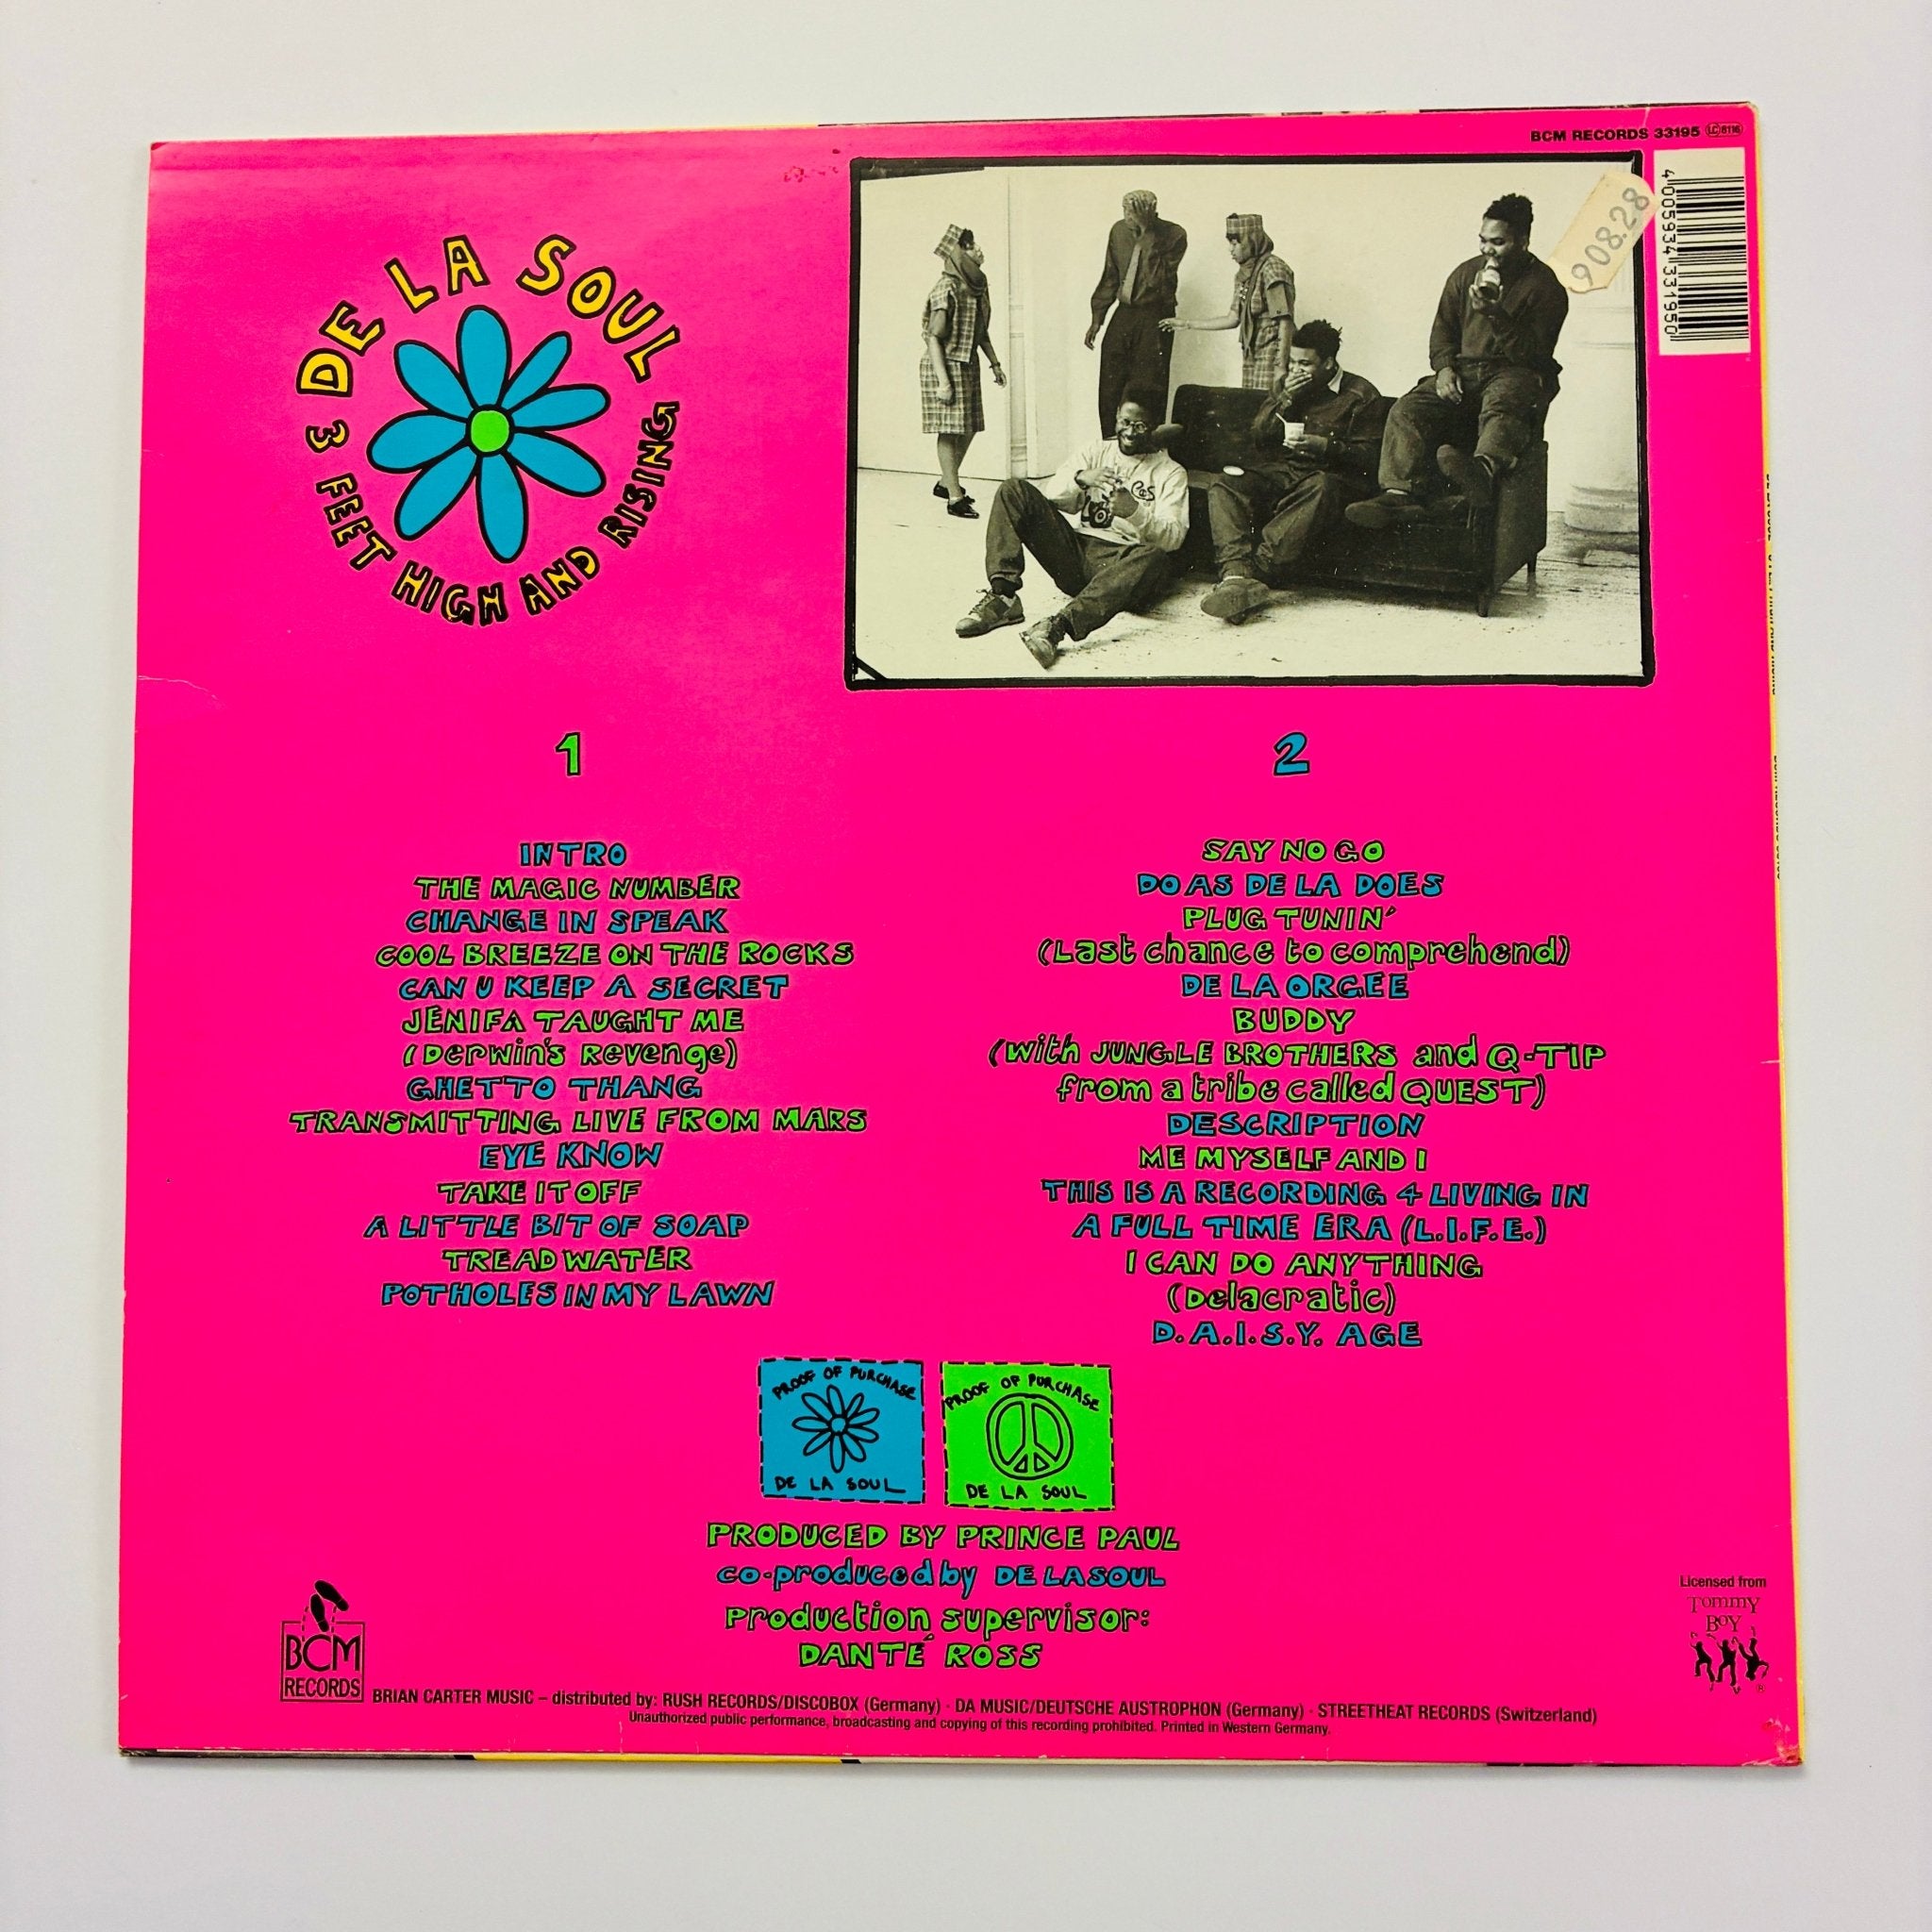 BCM RECORDS 33195 LC 8116
4 005934 331950
908.28
DE LA SOUL
3 FEET HIGH AND RISING
1
INTRO
THE MAGIC NUMBER
CHANGE IN SPEAK
COOL BREEZE ON THE ROCKS
CAN U KEEP A SECRET
JENIFA TAUGHT ME
(Derwin's Revenge)
GHETTO THANG
TRANSMITTING LIVE FROM MARS
EYE KNOW
TAKE IT OFF
A LITTLE BIT OF SOAP
TREAD WATER
POTHOLES IN MY LAWN
2
SAY NO GO
DO AS DE LA DOES
PLUG TUNIN'
(Last chance to comprehend)
DE LA ORGEE
BUDDY
(with JUNGLE BROTHERS and Q-TIP
from a tribe called QUEST)
DESCRIPTION
ME MYSELF AND I
THIS IS A RECORDING 4 LIVING IN
A FULL TIME ERA (L.I.F.E.)
I CAN DO ANYTHING
(Delacratic)
D.A.I.S.Y. AGE
PROOF OF PURCHASE
DE LA SOUL
PROOF OF PURCHASE
DE LA SOUL
PRODUCED BY PRINCE PAUL
co-produced by DE LA SOUL
Production supervisor:
DANTÉ ROSS
BCM
RECORDS
Licensed from
Tommy
Boy
®
BRIAN CARTER MUSIC – distributed by: RUSH RECORDS/DISCOBOX (Germany) · DA MUSIC/DEUTSCHE AUSTROPHON (Germany) · STREETHEAT RECORDS (Switzerland)
Unauthorized public performance, broadcasting and copying of this recording prohibited. Printed in Western Germany.